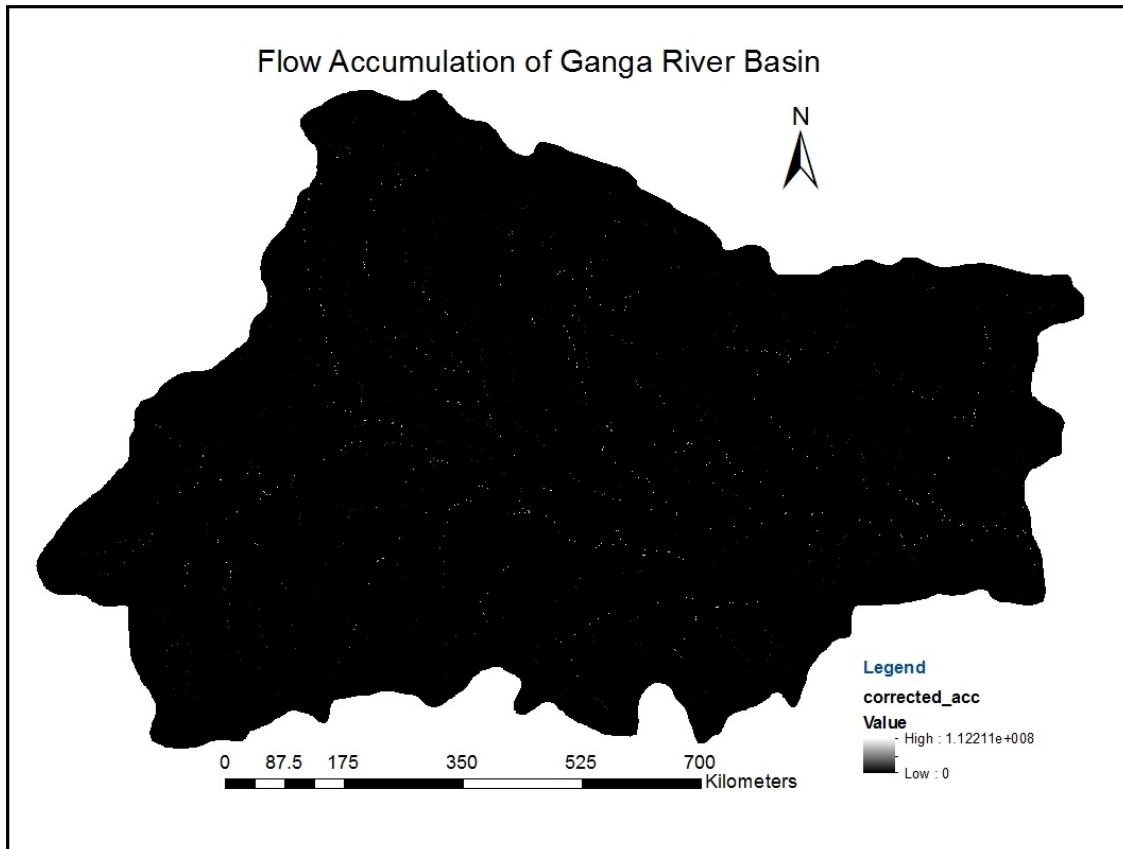 Flow Accumulation of Ganga River Basin
N
0 87.5 175 350 525 700
Kilometers
Legend
corrected_acc
Value
High : 1.12211e+008
Low : 0